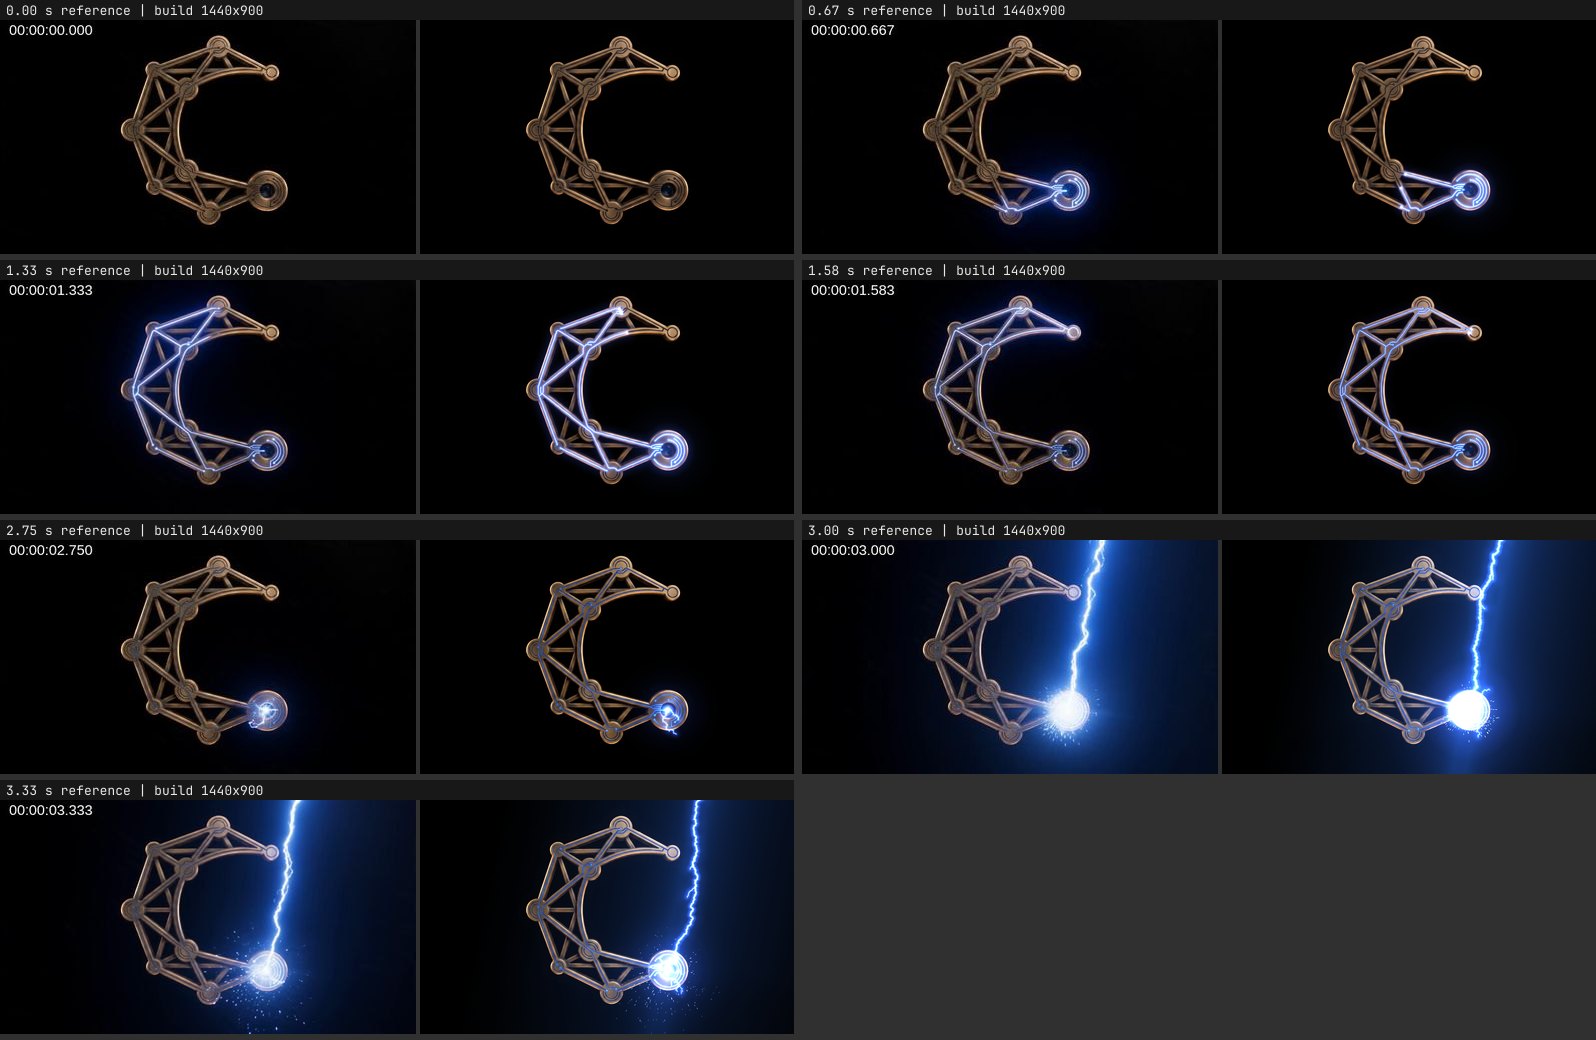 0.00 s reference | build 1440x900
00:00:00.000
0.67 s reference | build 1440x900
00:00:00.667
1.33 s reference | build 1440x900
00:00:01.333
1.58 s reference | build 1440x900
00:00:01.583
2.75 s reference | build 1440x900
00:00:02.750
3.00 s reference | build 1440x900
00:00:03.000
3.33 s reference | build 1440x900
00:00:03.333